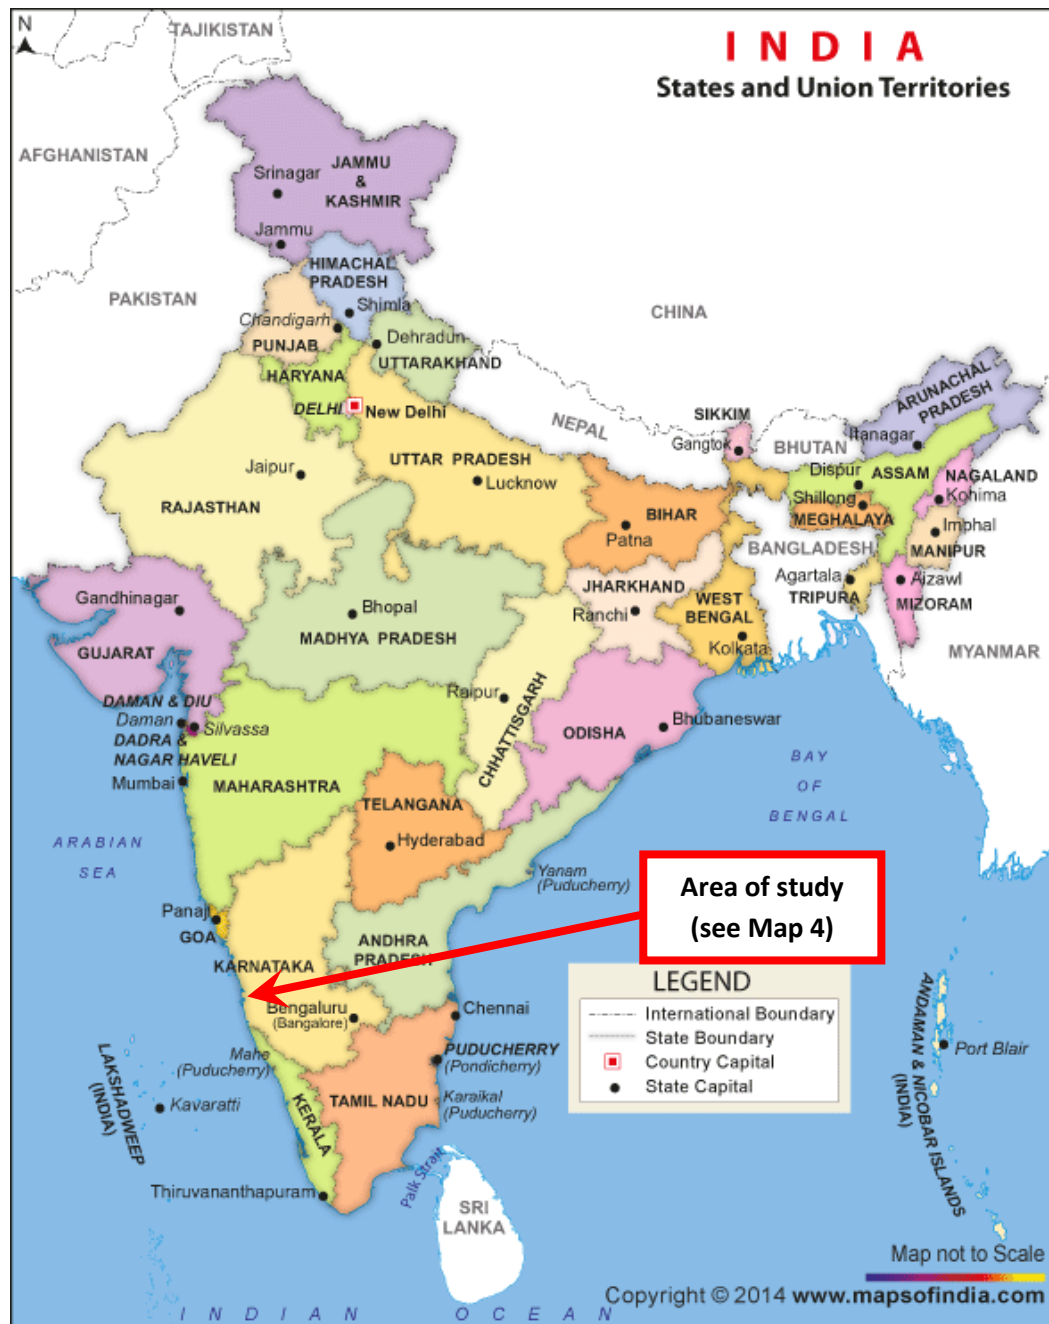 N
TAJIKISTAN
INDIA
States and Union Territories
AFGHANISTAN
JAMMU
&
KASHMIR
Srinagar
Jammu
HIMACHAL
PRADESH
PAKISTAN
Shimla
CHINA
Chandigarh
PUNJAB
Dehradun
UTTARAKHAND
HARYANA
DELHI
New Delhi
ARUNACHAL
PRADESH
SIKKIM
NEPAL
Gangtok
BHUTAN
Itanagar
UTTAR PRADESH
Jaipur
Lucknow
Dispur
ASSAM
NAGALAND
RAJASTHAN
Shillong
Kohima
BIHAR
MEGHALAYA
Patna
Imphal
BANGLADESH
MANIPUR
JHARKHAND
Agartala
Aizawl
Gandhinagar
Bhopal
WEST
BENGAL
TRIPURA
MIZORAM
Ranchi
MADHYA PRADESH
GUJARAT
Kolkata
MYANMAR
Raipur
CHHATTISGARH
DAMAN & DIU
Daman
Silvassa
DADRA &
NAGAR HAVELI
ODISHA
Bhubaneswar
Mumbai
MAHARASHTRA
BAY
OF
BENGAL
TELANGANA
Hyderabad
ARABIAN
SEA
Yanam
(Puducherry)
Area of study
(see Map 4)
Panaji
GOA
ANDHRA
PRADESH
KARNATAKA
LEGEND
International Boundary
State Boundary
Country Capital
State Capital
Bengaluru
(Bangalore)
Chennai
Mahe
(Puducherry)
PUDUCHERRY
(Pondicherry)
Port Blair
ANDAMAN & NICOBAR ISLANDS
(INDIA)
LAKSHADWEEP
(INDIA)
Kavaratti
KERALA
TAMIL NADU
Karaikal
(Puducherry)
Palk Strait
Thiruvananthapuram
SRI
LANKA
Map not to Scale
Copyright © 2014 www.mapsofindia.com
INDIAN OCEAN